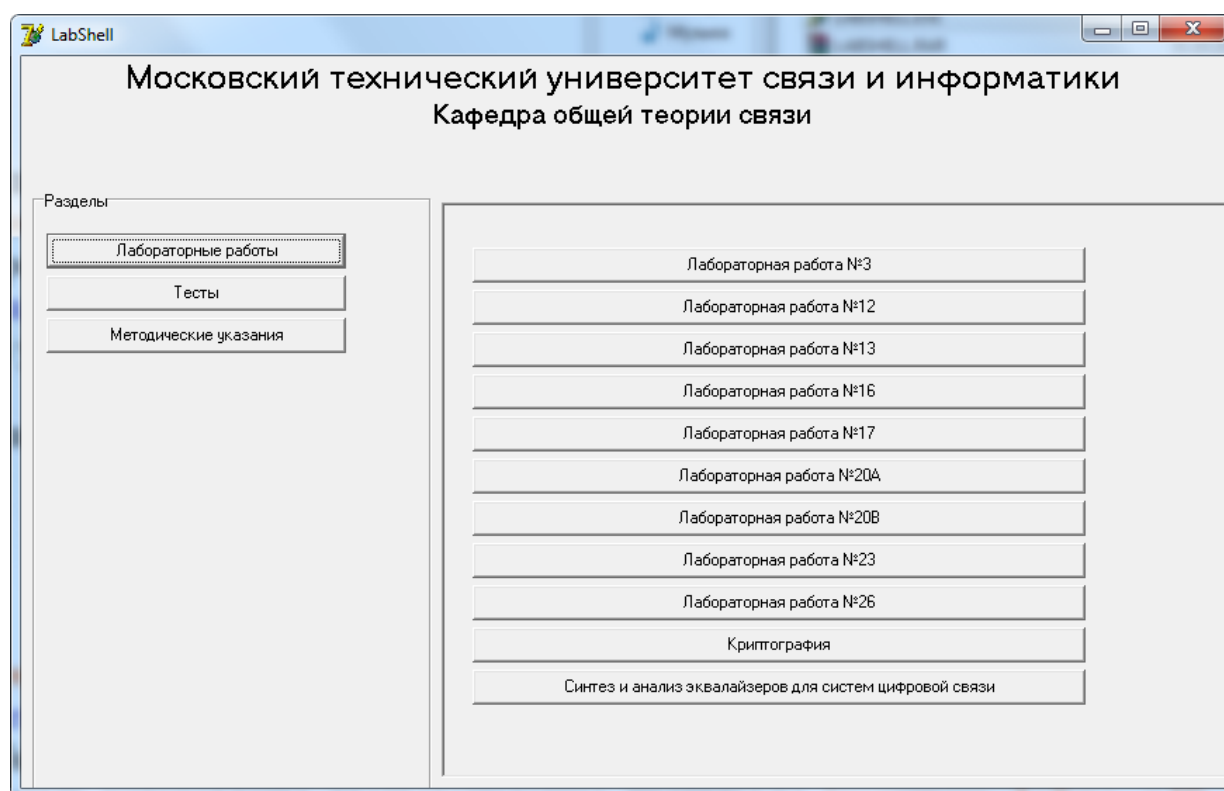 LabShell
Московский технический университет связи и информатики
Кафедра общей теории связи
Разделы
Лабораторные работы
Тесты
Методические указания
Лабораторная работа №3
Лабораторная работа №12
Лабораторная работа №13
Лабораторная работа №16
Лабораторная работа №17
Лабораторная работа №20А
Лабораторная работа №20В
Лабораторная работа №23
Лабораторная работа №26
Криптография
Синтез и анализ эквалайзеров для систем цифровой связи